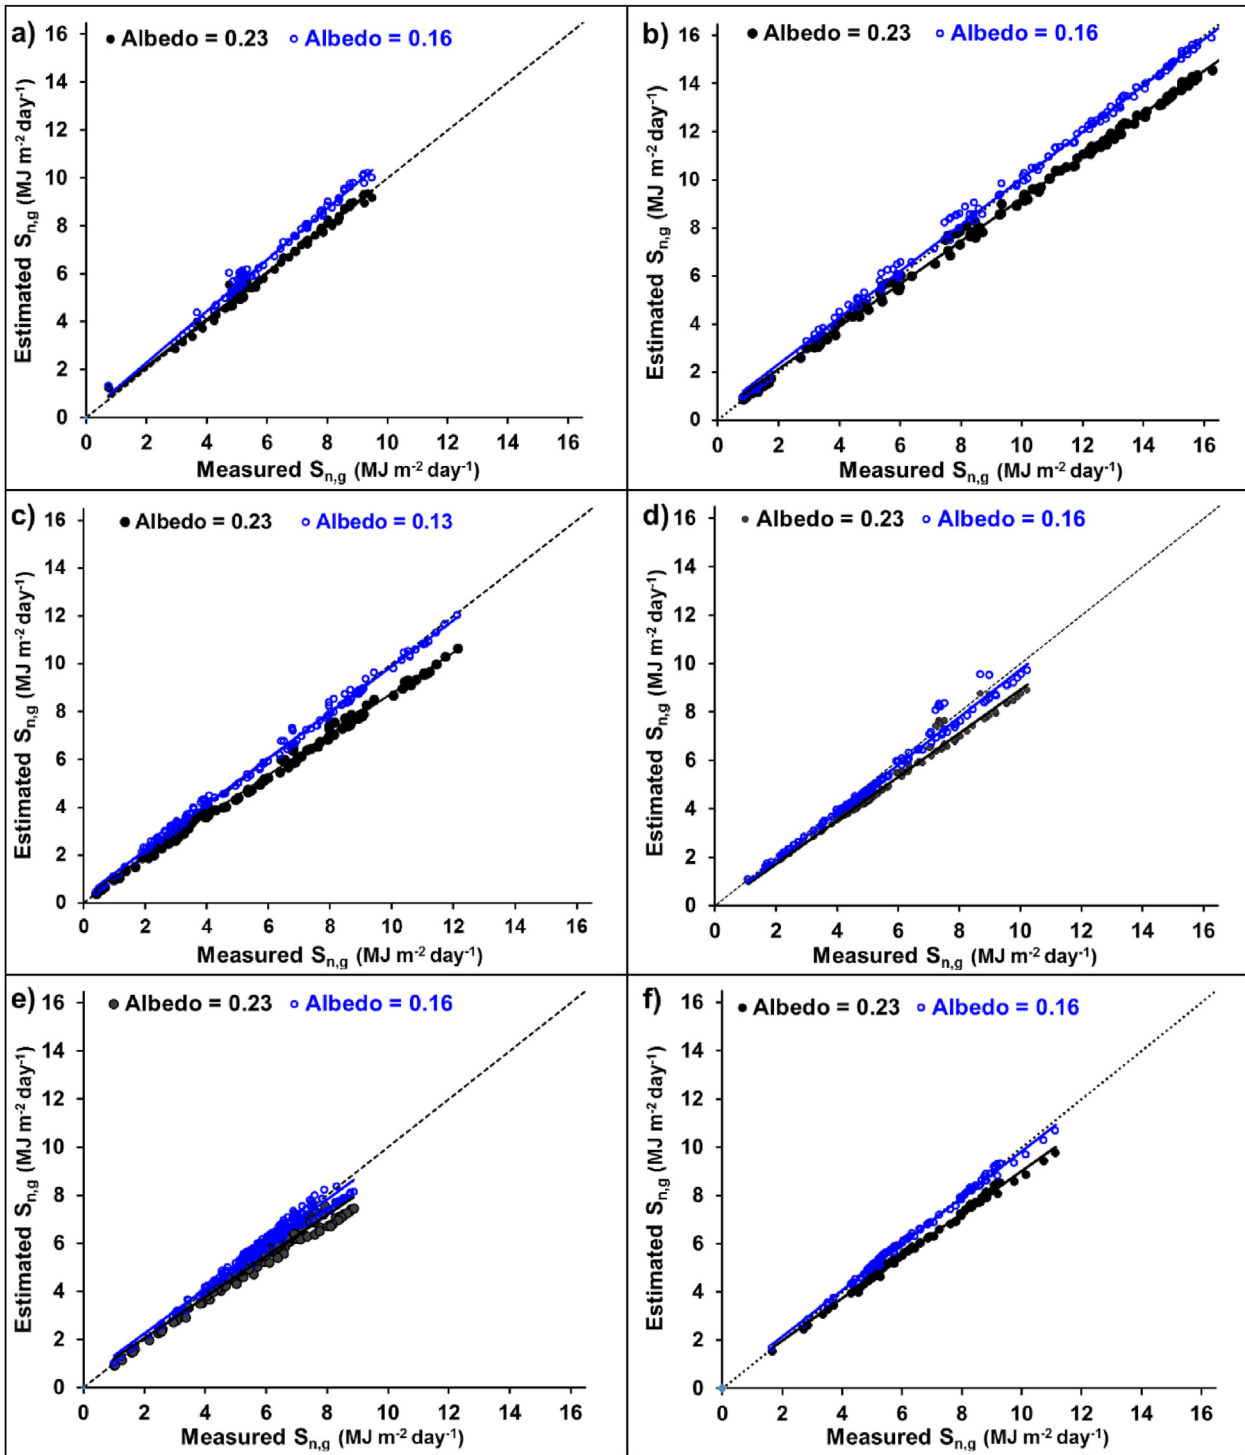 a) Albedo = 0.23 Albedo = 0.16
Estimated Sn,g (MJ m-2 day-1)
16
14
12
10
8
6
4
2
0
0 2 4 6 8 10 12 14 16
Measured Sn,g (MJ m-2 day-1)
b) Albedo = 0.23 Albedo = 0.16
Estimated Sn,g (MJ m-2 day-1)
16
14
12
10
8
6
4
2
0
0 2 4 6 8 10 12 14 16
Measured Sn,g (MJ m-2 day-1)
c) Albedo = 0.23 Albedo = 0.13
Estimated Sn,g (MJ m-2 day-1)
16
14
12
10
8
6
4
2
0
0 2 4 6 8 10 12 14 16
Measured Sn,g (MJ m-2 day-1)
d) Albedo = 0.23 Albedo = 0.16
Estimated Sn,g (MJ m-2 day-1)
16
14
12
10
8
6
4
2
0
0 2 4 6 8 10 12 14 16
Measured Sn,g (MJ m-2 day-1)
e) Albedo = 0.23 Albedo = 0.16
Estimated Sn,g (MJ m-2 day-1)
16
14
12
10
8
6
4
2
0
0 2 4 6 8 10 12 14 16
Measured Sn,g (MJ m-2 day-1)
f) Albedo = 0.23 Albedo = 0.16
Estimated Sn,g (MJ m-2 day-1)
16
14
12
10
8
6
4
2
0
0 2 4 6 8 10 12 14 16
Measured Sn,g (MJ m-2 day-1)